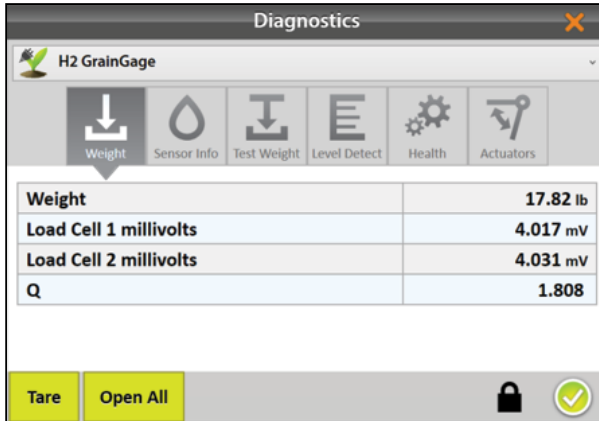 Diagnostics
H2 GrainGage
Weight Sensor Info Test Weight Level Detect Health Actuators
Weight 17.82 lb
Load Cell 1 millivolts 4.017 mV
Load Cell 2 millivolts 4.031 mV
Q 1.808
Tare Open All